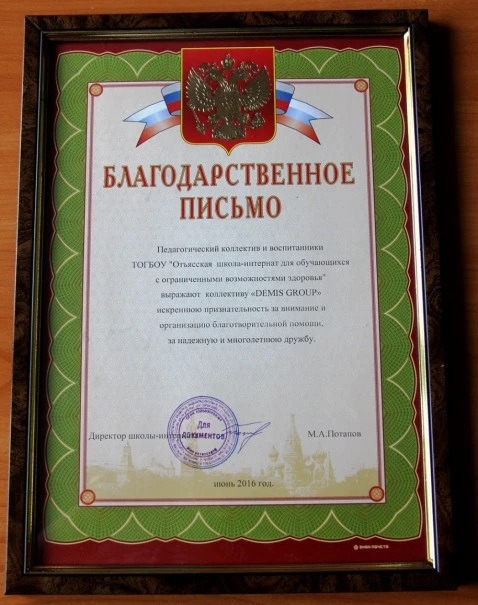 БЛАГОДАРСТВЕННОЕ
ПИСЬМО
Педагогический коллектив и воспитанники
ТОГБОУ "Отъясская школа-интернат для обучающихся
с ограниченными возможностями здоровья"
выражают коллективу «DEMIS GROUP»
искреннюю признательность за внимание и
организацию благотворительной помощи,
за надежную и многолетнюю дружбу.
Для
ДОКУМЕНТОВ
Директор школы-интер
М.А.Потапов
июнь 2016 год.